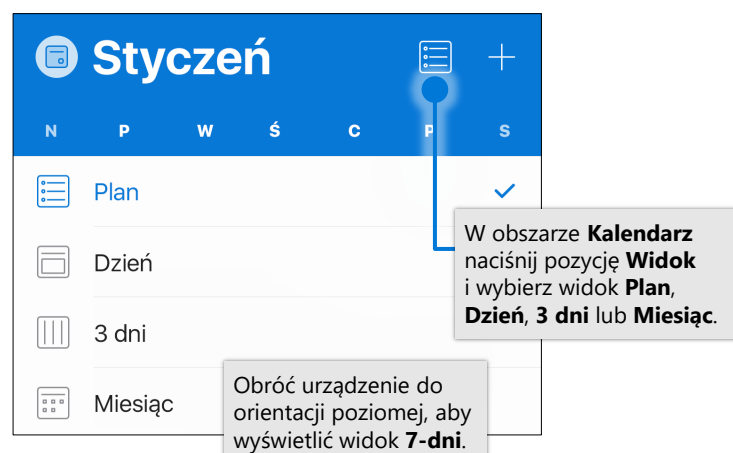 Styczeń
N P W Ś C P S
Plan
W obszarze Kalendarz
naciśnij pozycję Widok
i wybierz widok Plan,
Dzień, 3 dni lub Miesiąc.
Dzień
3 dni
Miesiąc
Obróć urządzenie do
orientacji poziomej, aby
wyświetlić widok 7-dni.